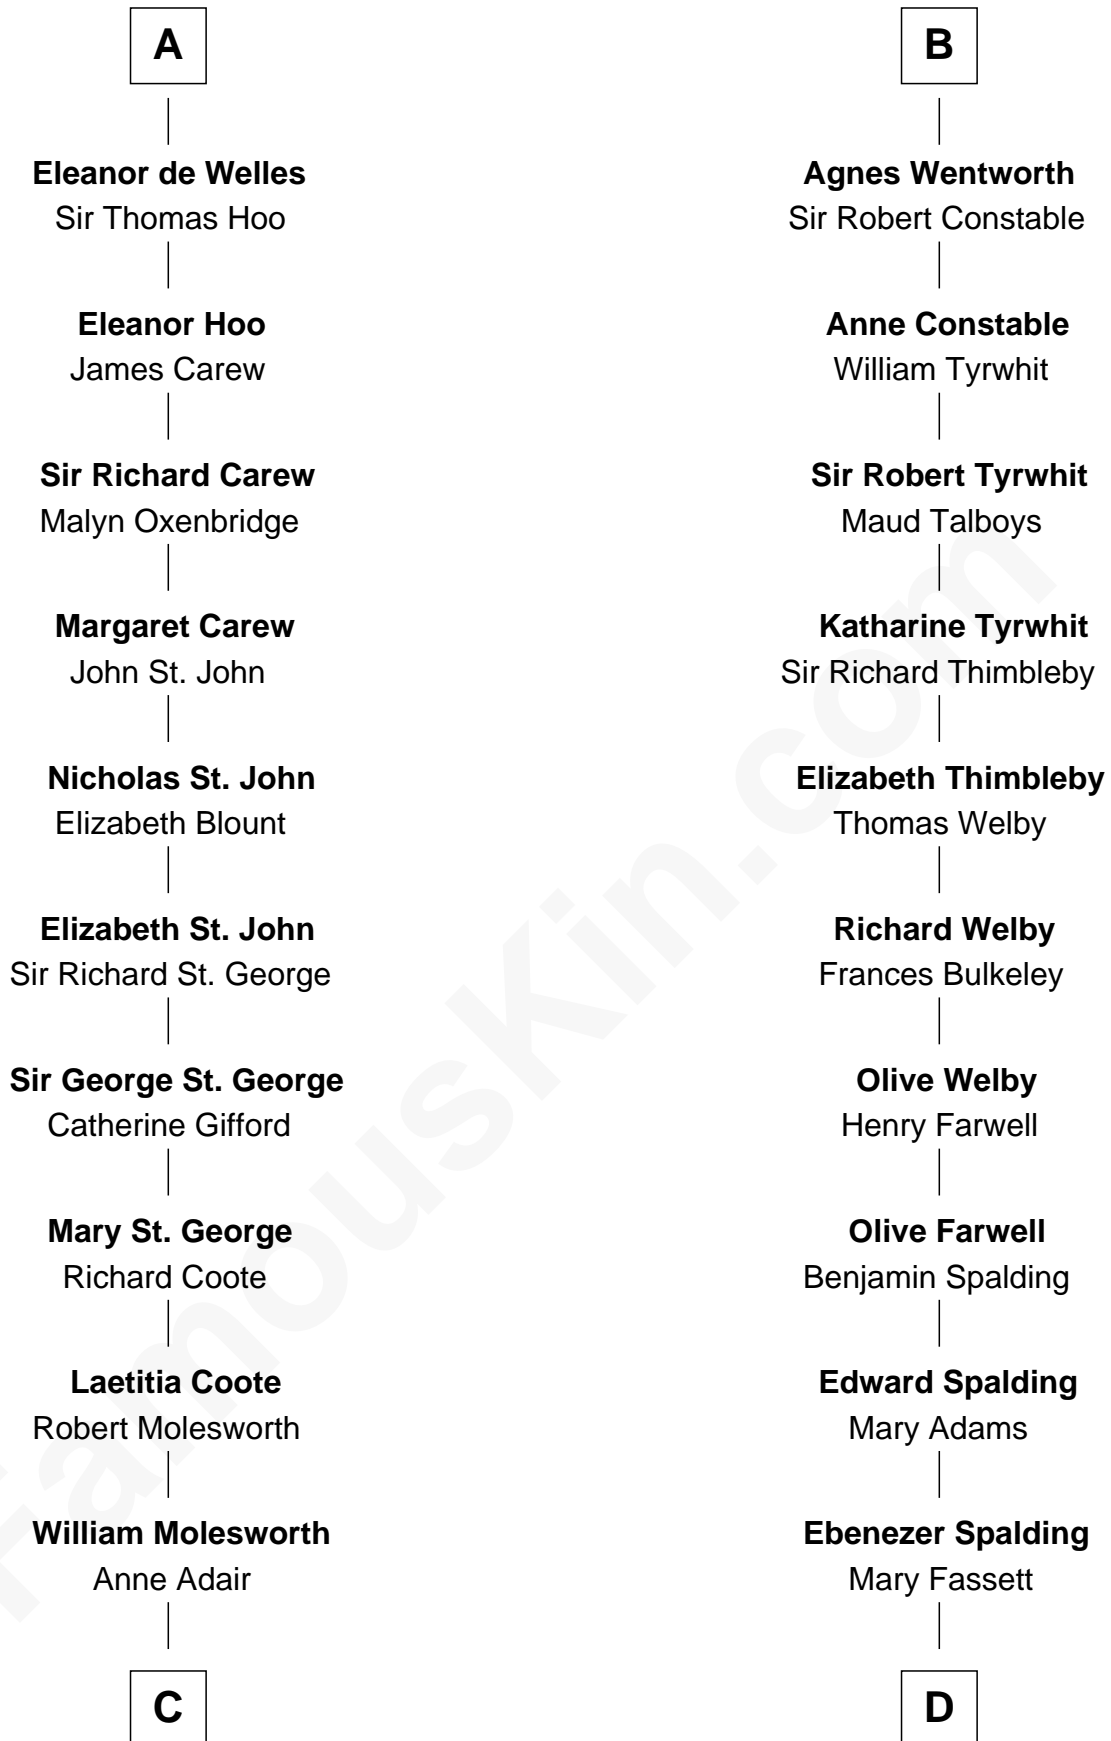 A
Eleanor de Welles
Sir Thomas Hoo
Eleanor Hoo
James Carew
Sir Richard Carew
Malyn Oxenbridge
Margaret Carew
John St. John
Nicholas St. John
Elizabeth Blount
Elizabeth St. John
Sir Richard St. George
Sir George St. George
Catherine Gifford
Mary St. George
Richard Coote
Laetitia Coote
Robert Molesworth
William Molesworth
Anne Adair
C
B
Agnes Wentworth
Sir Robert Constable
Anne Constable
William Tyrwhit
Sir Robert Tyrwhit
Maud Talboys
Katharine Tyrwhit
Sir Richard Thimbleby
Elizabeth Thimbleby
Thomas Welby
Richard Welby
Frances Bulkeley
Olive Welby
Henry Farwell
Olive Farwell
Benjamin Spalding
Edward Spalding
Mary Adams
Ebenezer Spalding
Mary Fassett
D
FamousKin.com